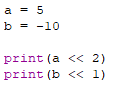 a = 5
b = -10
print(a << 2)
print(b << 1)